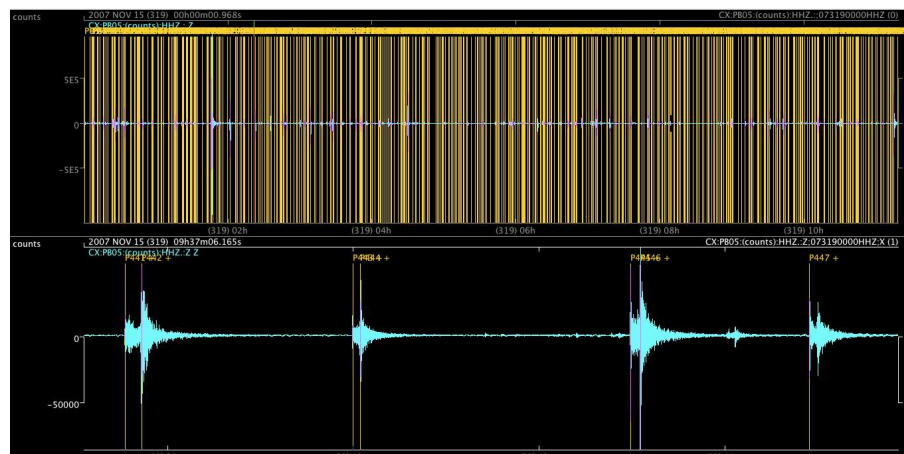 counts
2007 NOV 15 (319) 00h00m00.968s
CX:PB05:(counts):HHZ.:;073190000HHZ (0)
CX:PB05:(counts):HHZ.: Z
5E5
0
-5E5
(319) 02h
(319) 04h
(319) 06h
(319) 08h
(319) 10h
counts
2007 NOV 15 (319) 09h37m06.165s
CX:PB05:(counts):HHZ.:Z;073190000HHZ;X (1)
CX:PB05:(counts):HHZ.:Z Z
P442 +
P447 +
0
-50000